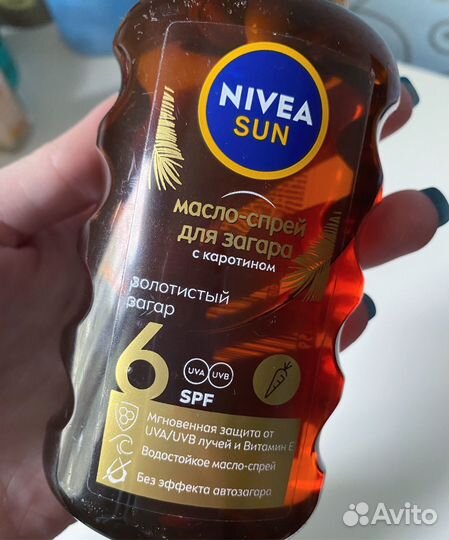 NIVEA
SUN
масло-спрей
для загара
с каротином
золотистый
загар
6
UVA UVB
SPF
Мгновенная защита от
UVA/UVB лучей и Витамин Е
Водостойкое масло-спрей
Без эффекта автозагара
Avito